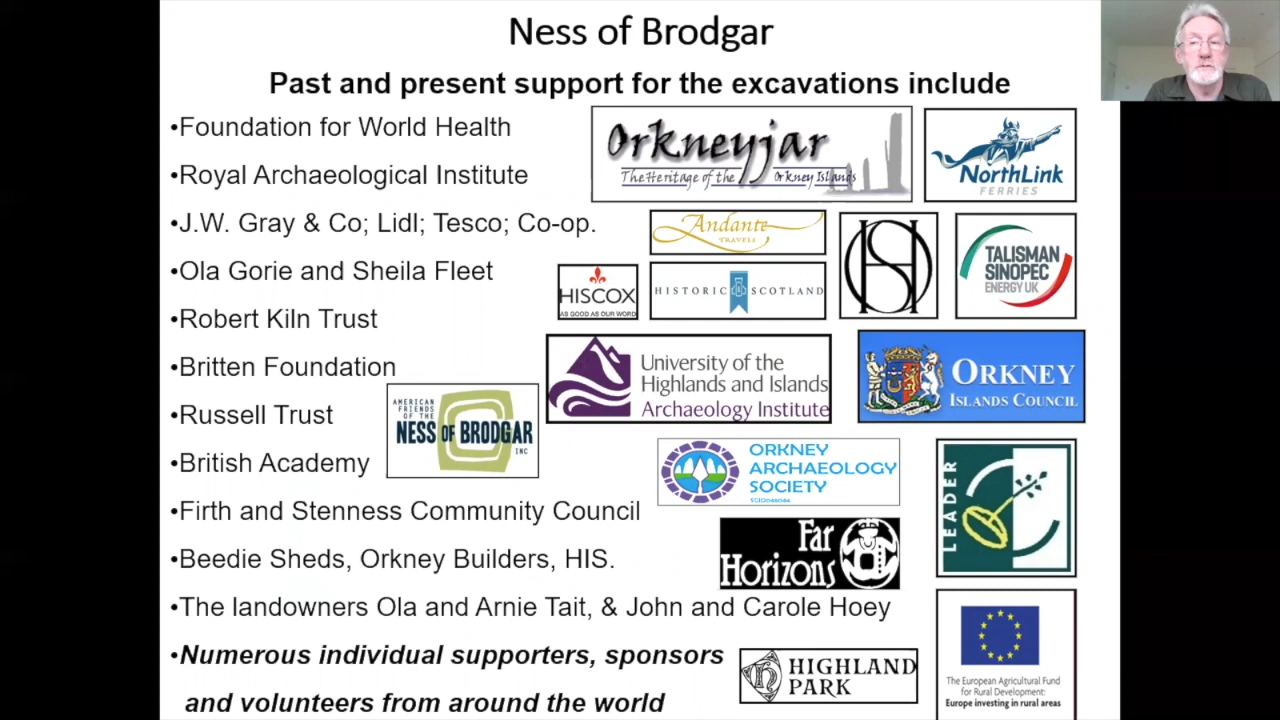 Ness of Brodgar
Past and present support for the excavations include
•Foundation for World Health
•Royal Archaeological Institute
•J.W. Gray & Co; Lidl; Tesco; Co-op.
•Ola Gorie and Sheila Fleet
•Robert Kiln Trust
•Britten Foundation
•Russell Trust
•British Academy
•Firth and Stenness Community Council
•Beedie Sheds, Orkney Builders, HIS.
•The landowners Ola and Arnie Tait, & John and Carole Hoey
•Numerous individual supporters, sponsors
and volunteers from around the world
Orkneyjar
The Heritage of the Orkney Islands
NorthLink
FERRIES
Andante
TRAVELS
HISCOX
AS GOOD AS OUR WORD
HISTORIC SCOTLAND
TALISMAN
SINOPEC
ENERGY UK
University of the
Highlands and Islands
Archaeology Institute
ORKNEY
ISLANDS COUNCIL
AMERICAN
FRIENDS
OF THE
NESS OF BRODGAR
INC
ORKNEY
ARCHAEOLOGY
SOCIETY
LEADER
Far
Horizons
HIGHLAND
PARK
The European Agricultural Fund
for Rural Development:
Europe investing in rural areas